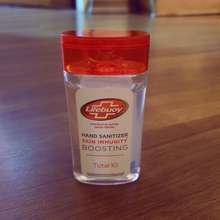 Lifebuoy
HAND SANITIZER
SKIN IMMUNITY
BOOSTING
Total 10